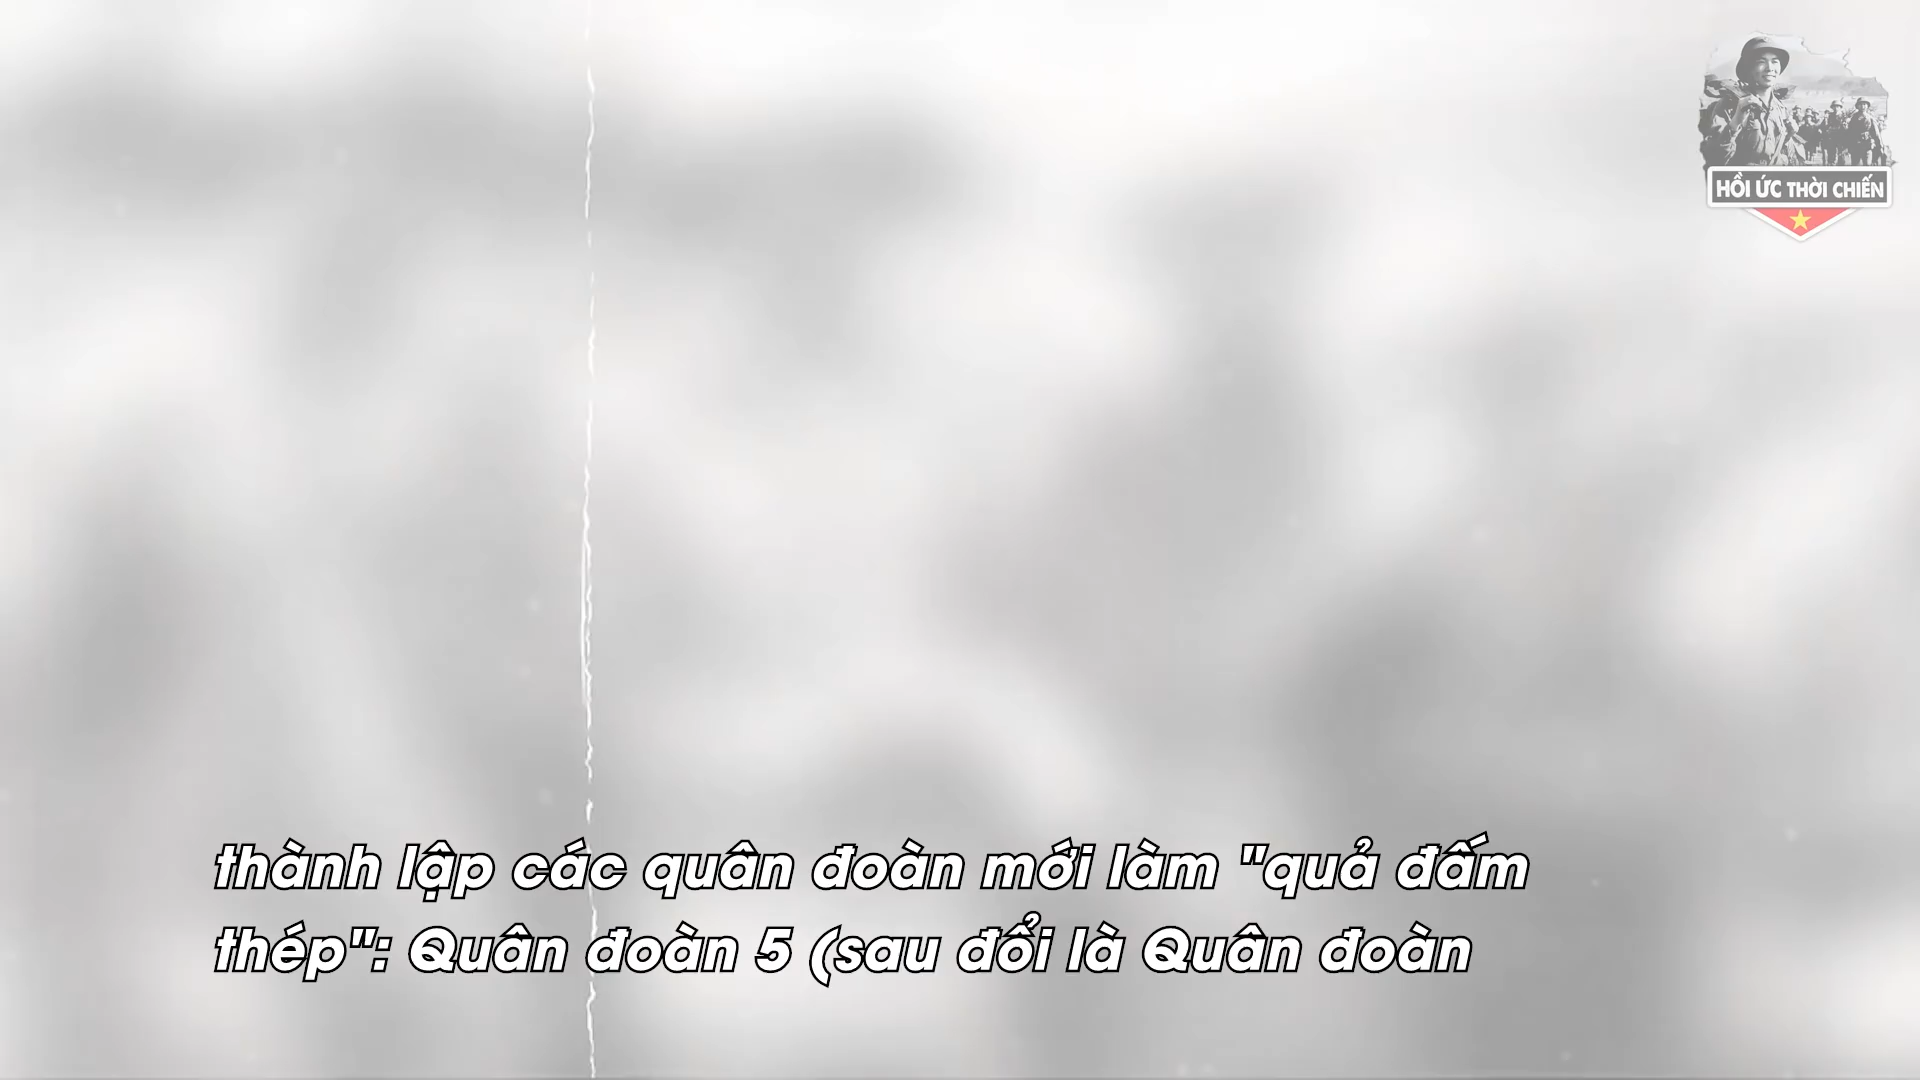 HỒI ỨC THỜI CHIẾN
thành lập các quân đoàn mới làm "quả đấm
thép": Quân đoàn 5 (sau đổi là Quân đoàn